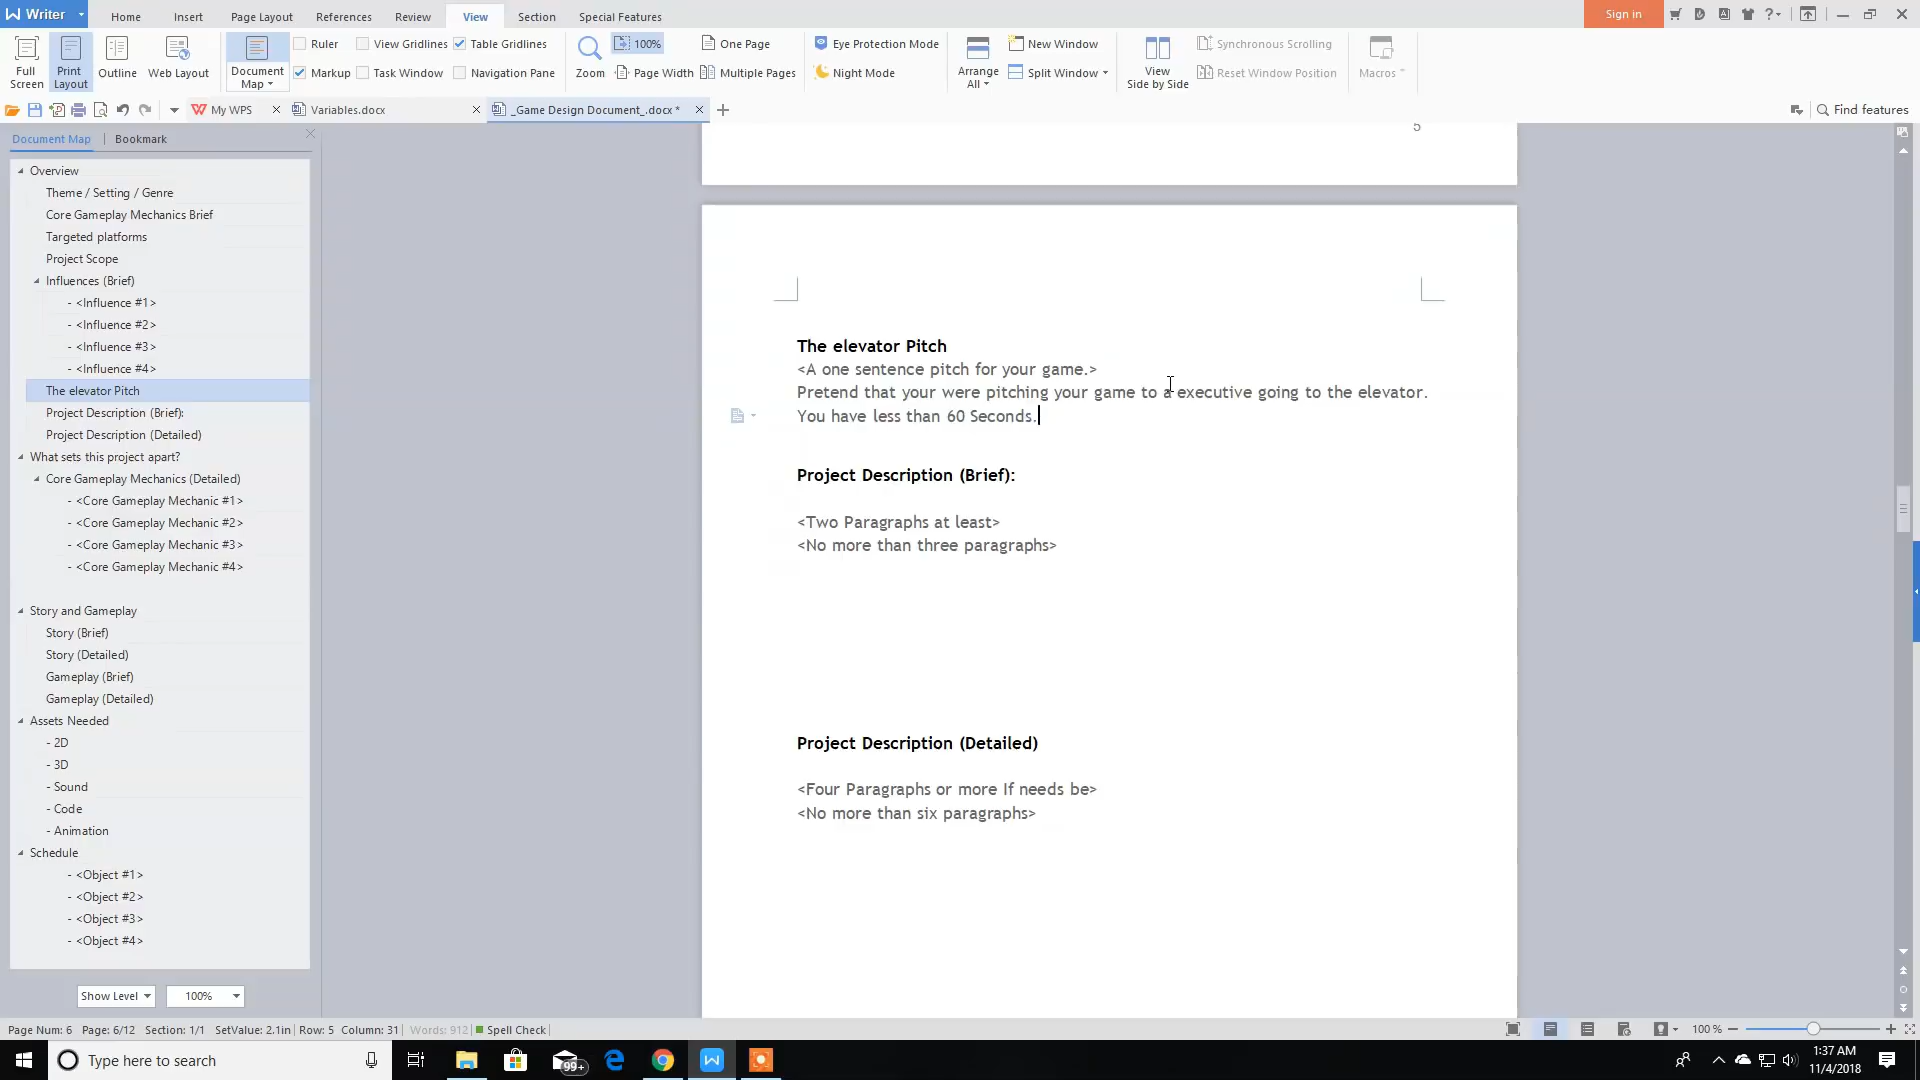 Writer
Home
Insert
Page Layout
References
Review
View
Section
Special Features
Sign in
Full Screen
Print Layout
Outline
Web Layout
Document Map
Ruler
View Gridlines
Table Gridlines
Markup
Task Window
Navigation Pane
Zoom
100%
Page Width
One Page
Multiple Pages
Eye Protection Mode
Night Mode
Arrange All
New Window
Split Window
View Side by Side
Synchronous Scrolling
Reset Window Position
Macros
My WPS
Variables.docx
_Game Design Document_.docx *
Find features
Document Map
Bookmark
Overview
Theme / Setting / Genre
Core Gameplay Mechanics Brief
Targeted platforms
Project Scope
Influences (Brief)
- <Influence #1>
- <Influence #2>
- <Influence #3>
- <Influence #4>
The elevator Pitch
Project Description (Brief):
Project Description (Detailed)
What sets this project apart?
Core Gameplay Mechanics (Detailed)
- <Core Gameplay Mechanic #1>
- <Core Gameplay Mechanic #2>
- <Core Gameplay Mechanic #3>
- <Core Gameplay Mechanic #4>
Story and Gameplay
Story (Brief)
Story (Detailed)
Gameplay (Brief)
Gameplay (Detailed)
Assets Needed
- 2D
- 3D
- Sound
- Code
- Animation
Schedule
- <Object #1>
- <Object #2>
- <Object #3>
- <Object #4>
Show Level
100%
5
The elevator Pitch
<A one sentence pitch for your game.>
Pretend that your were pitching your game to a executive going to the elevator.
You have less than 60 Seconds.
Project Description (Brief):
<Two Paragraphs at least>
<No more than three paragraphs>
Project Description (Detailed)
<Four Paragraphs or more If needs be>
<No more than six paragraphs>
Page Num: 6
Page: 6/12
Section: 1/1
SetValue: 2.1in
Row: 5
Column: 31
Words: 912
Spell Check
100 %
Type here to search
99+
1:37 AM
11/4/2018